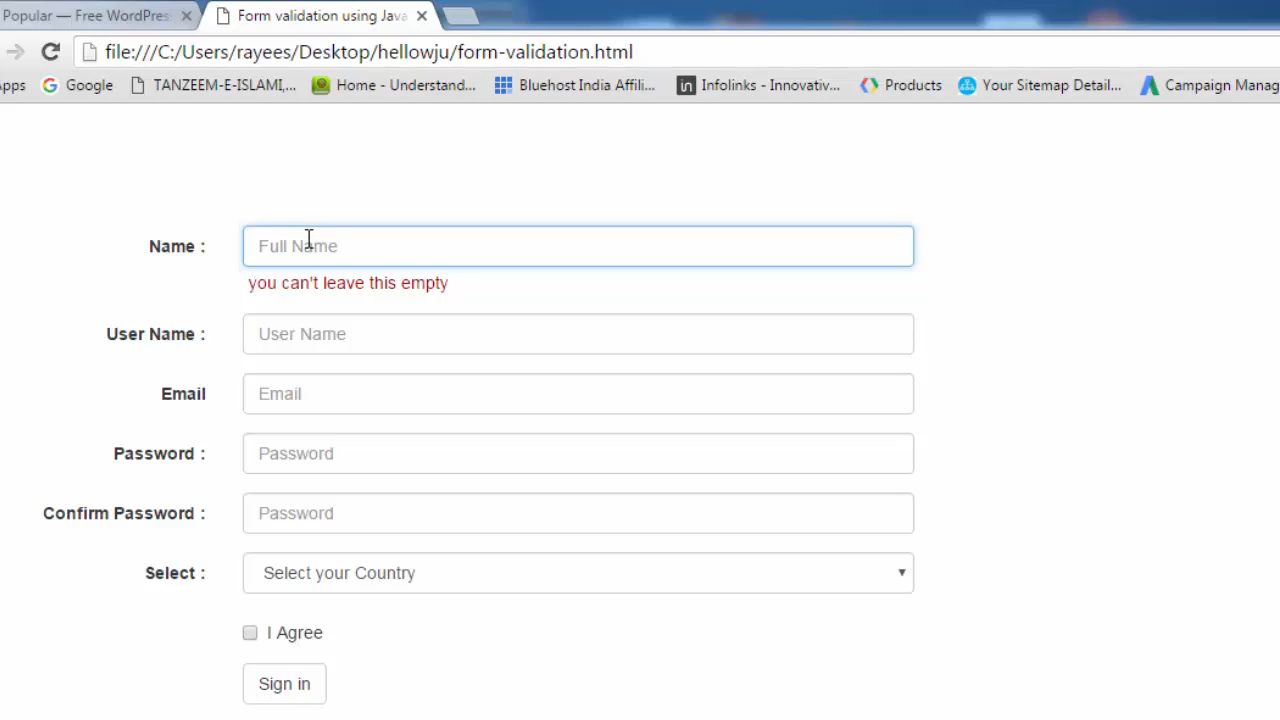 Popular — Free WordPres
Form validation using Java
file:///C:/Users/rayees/Desktop/hellowju/form-validation.html
Apps Google TANZEEM-E-ISLAMI,... Home - Understand... Bluehost India Affili... in Infolinks - Innovativ... Products Your Sitemap Detail... Campaign Manag
Name : Full Name
you can't leave this empty
User Name : User Name
Email Email
Password : Password
Confirm Password : Password
Select : Select your Country
I Agree
Sign in